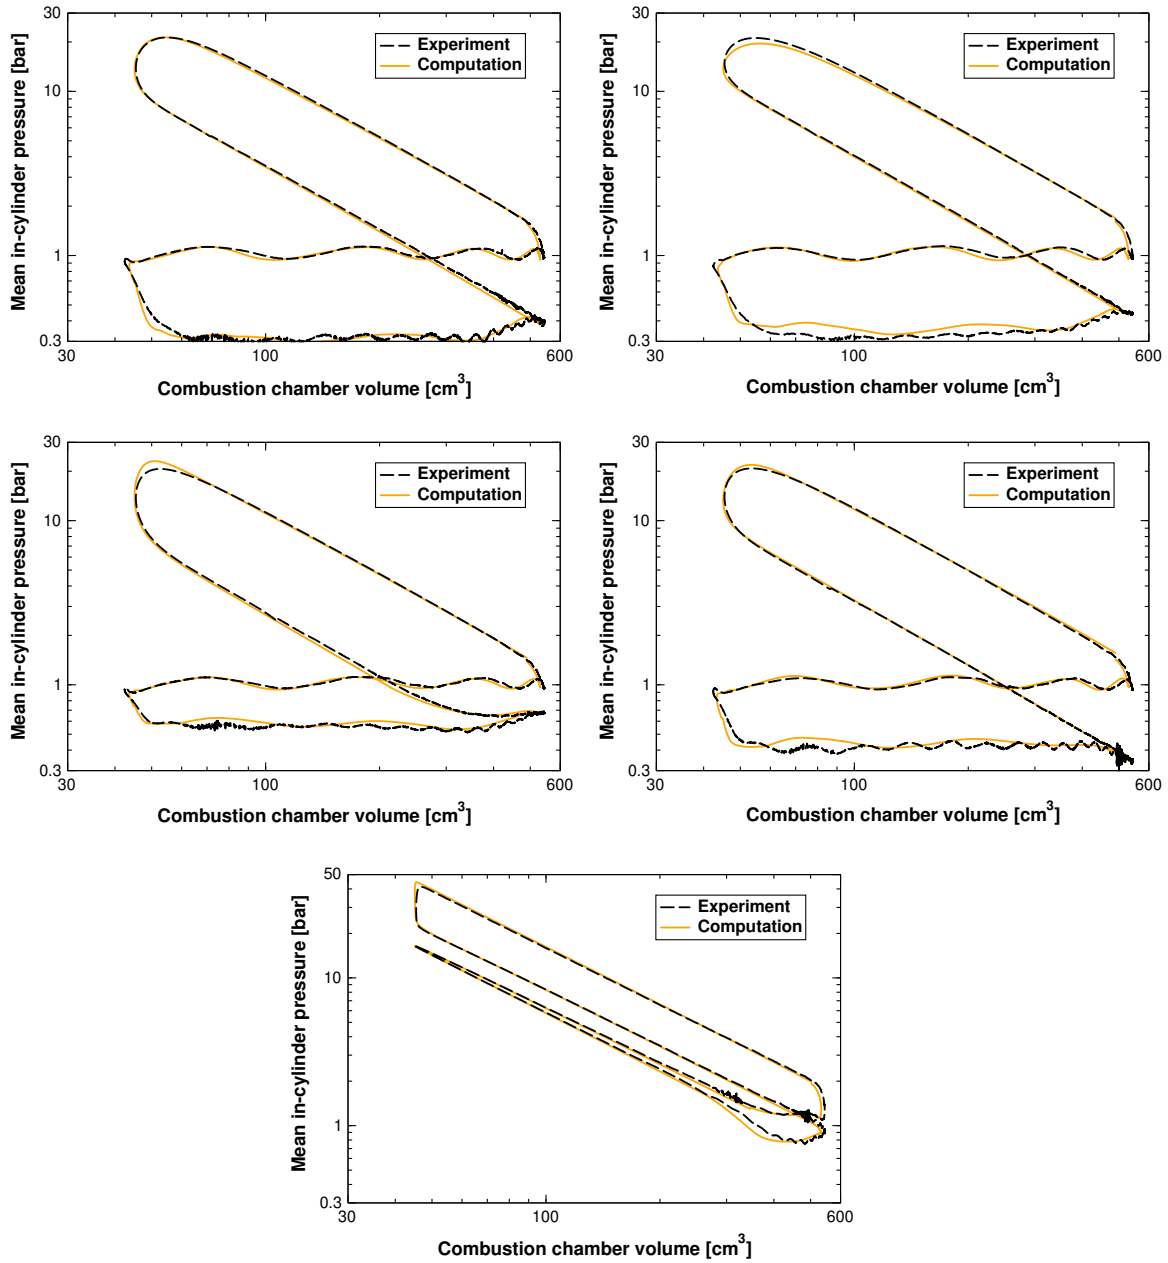 30
10
1
0.3
30
100
600
Mean in-cylinder pressure [bar]
Combustion chamber volume [cm³]
Experiment
Computation
30
10
1
0.3
30
100
600
Mean in-cylinder pressure [bar]
Combustion chamber volume [cm³]
Experiment
Computation
30
10
1
0.3
30
100
600
Mean in-cylinder pressure [bar]
Combustion chamber volume [cm³]
Experiment
Computation
30
10
1
0.3
30
100
600
Mean in-cylinder pressure [bar]
Combustion chamber volume [cm³]
Experiment
Computation
50
10
1
0.3
30
100
600
Mean in-cylinder pressure [bar]
Combustion chamber volume [cm³]
Experiment
Computation